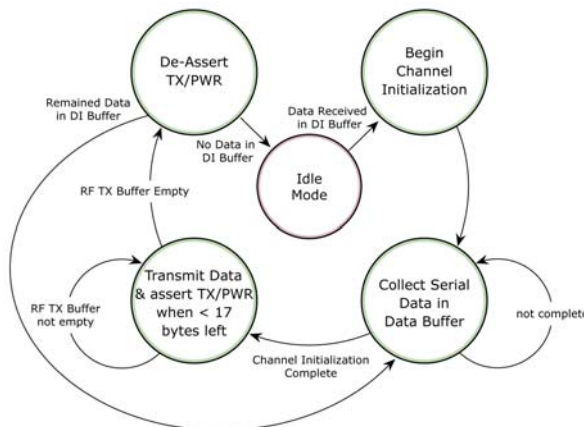 De-Assert
TX/PWR
Begin
Channel
Initialization
Remained Data
in DI Buffer
Data Received
in DI Buffer
No Data in
DI Buffer
Idle
Mode
RF TX Buffer Empty
Transmit Data
& assert TX/PWR
when < 17
bytes left
Collect Serial
Data in
Data Buffer
RF TX Buffer
not empty
not complete
Channel Initialization
Complete